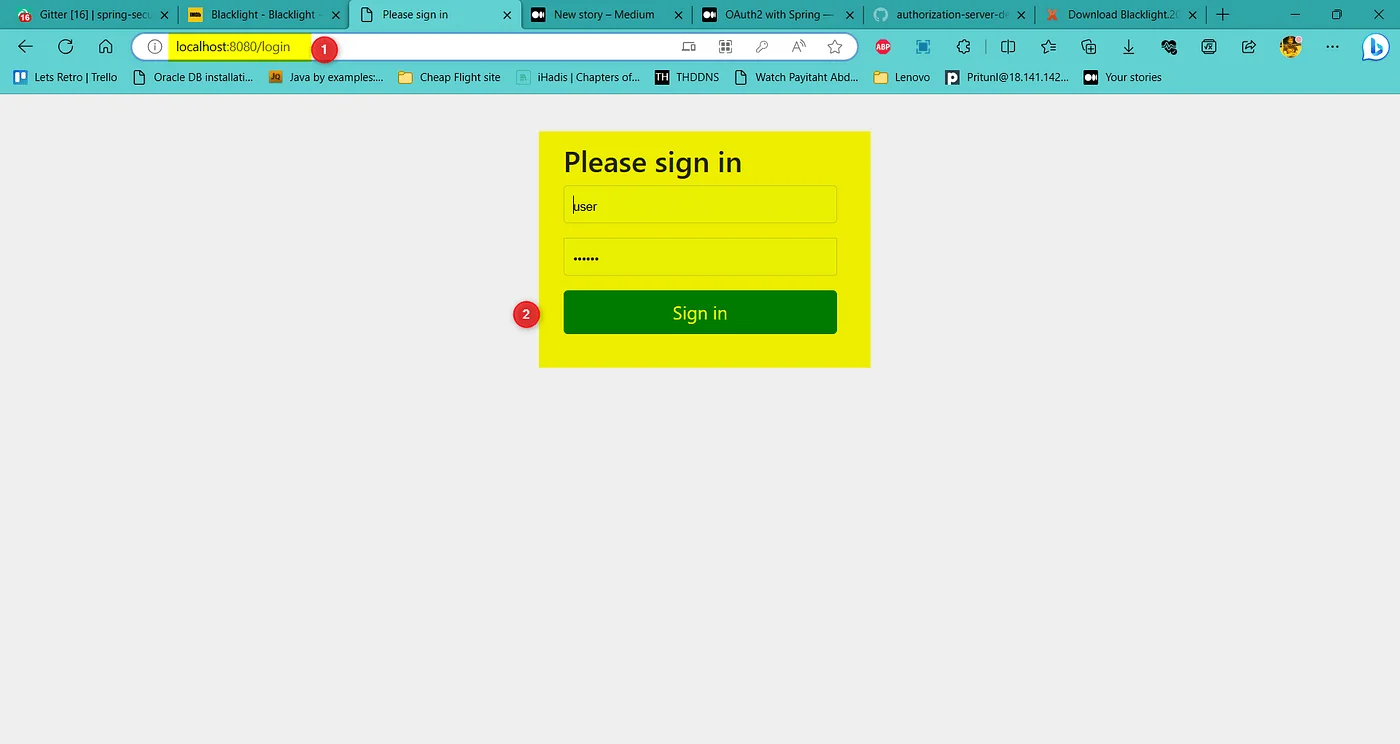 16 Gitter [16] | spring-secu
Blacklight - Blacklight -
Please sign in
New story – Medium
OAuth2 with Spring —
authorization-server-de
Download Blacklight.20
localhost:8080/login
1
ABP
Lets Retro | Trello
Oracle DB installati...
Java by examples:...
Cheap Flight site
iHadis | Chapters of...
TH THDDNS
Watch Payitaht Abd...
Lenovo
Pritunl@18.141.142...
Your stories
Please sign in
user
••••••
2
Sign in